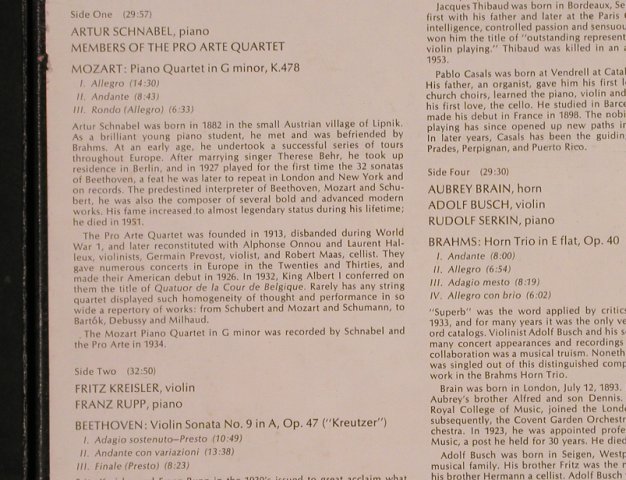 Side One (29:57)
ARTUR SCHNABEL, piano
MEMBERS OF THE PRO ARTE QUARTET
MOZART: Piano Quartet in G minor, K.478
I. Allegro (14:30)
II. Andante (8:43)
III. Rondo (Allegro) (6:33)
Artur Schnabel was born in 1882 in the small Austrian village of Lipnik.
As a brilliant young piano student, he met and was befriended by
Brahms. At an early age, he undertook a successful series of tours
throughout Europe. After marrying singer Therese Behr, he took up
residence in Berlin, and in 1927 played for the first time the 32 sonatas
of Beethoven, a feat he was later to repeat in London and New York and
on records. The predestined interpreter of Beethoven, Mozart and Schu-
bert, he was also the composer of several bold and advanced modern
works. His fame increased to almost legendary status during his lifetime;
he died in 1951.
The Pro Arte Quartet was founded in 1913, disbanded during World
War 1, and later reconstituted with Alphonse Onnou and Laurent Hal-
leux, violinists, Germain Prevost, violist, and Robert Maas, cellist. They
gave numerous concerts in Europe in the Twenties and Thirties, and
made their American debut in 1926. In 1932, King Albert I conferred on
them the title of Quatuor de la Cour de Belgique. Rarely has any string
quartet displayed such homogeneity of thought and performance in so
wide a repertory of works: from Schubert and Mozart and Schumann, to
Bartók, Debussy and Milhaud.
The Mozart Piano Quartet in G minor was recorded by Schnabel and
the Pro Arte in 1934.
Side Two (32:50)
FRITZ KREISLER, violin
FRANZ RUPP, piano
BEETHOVEN: Violin Sonata No. 9 in A, Op. 47 ("Kreutzer")
I. Adagio sostenuto—Presto (10:49)
II. Andante con variazioni (13:38)
III. Finale (Presto) (8:23)
Jacques Thibaud was born in Bordeaux, Se
first with his father and later at the Paris
intelligence, controlled passion and sensuou
won him the title of "outstanding represent
violin playing." Thibaud was killed in an a
1953.
Pablo Casals was born at Vendrell at Catal
His father, an organist, gave him his first l
church choirs, learned the piano, violin and
his first love, the cello. He studied in Barce
made his debut in France in 1898. The nobi
playing has since opened up new paths in
In later years, Casals has been the guidin
Prades, Perpignan, and Puerto Rico.
Side Four (29:30)
AUBREY BRAIN, horn
ADOLF BUSCH, violin
RUDOLF SERKIN, piano
BRAHMS: Horn Trio in E flat, Op. 40
I. Andante (8:00)
II. Allegro (6:54)
III. Adagio mesto (8:19)
IV. Allegro con brio (6:02)
"Superb" was the word applied by critics
1933, and for many years it was the only ve
ord catalogs. Violinist Adolf Busch and his s
many concert appearances and recordings
collaboration was a musical truism. Noneth
was singled out of this distinguished comp
work in the Brahms Horn Trio.
Brain was born in London, July 12, 1893.
Aubrey's brother Alfred and son Dennis.
Royal College of Music, joined the Londo
subsequently, the Covent Garden Orchestr
chestra. In 1923, he was appointed profe
Music, a post he held for 30 years. He died
Adolf Busch was born in Seigen, Westp
musical family. His brother Fritz was the
his brother Hermann a cellist. Adolf Busch